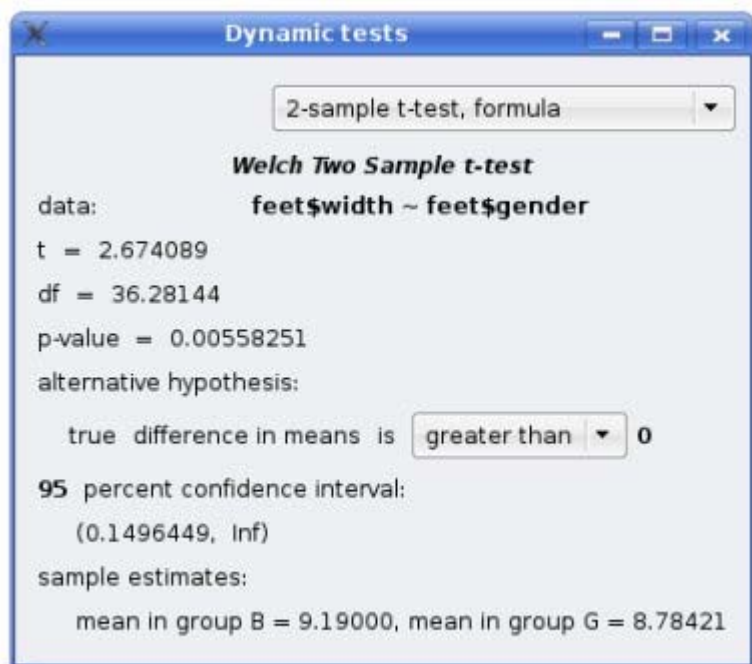 Dynamic tests
2-sample t-test, formula
Welch Two Sample t-test
data: feet$width ~ feet$gender
t = 2.674089
df = 36.28144
p-value = 0.00558251
alternative hypothesis:
true difference in means is greater than 0
95 percent confidence interval:
(0.1496449, Inf)
sample estimates:
mean in group B = 9.19000, mean in group G = 8.78421